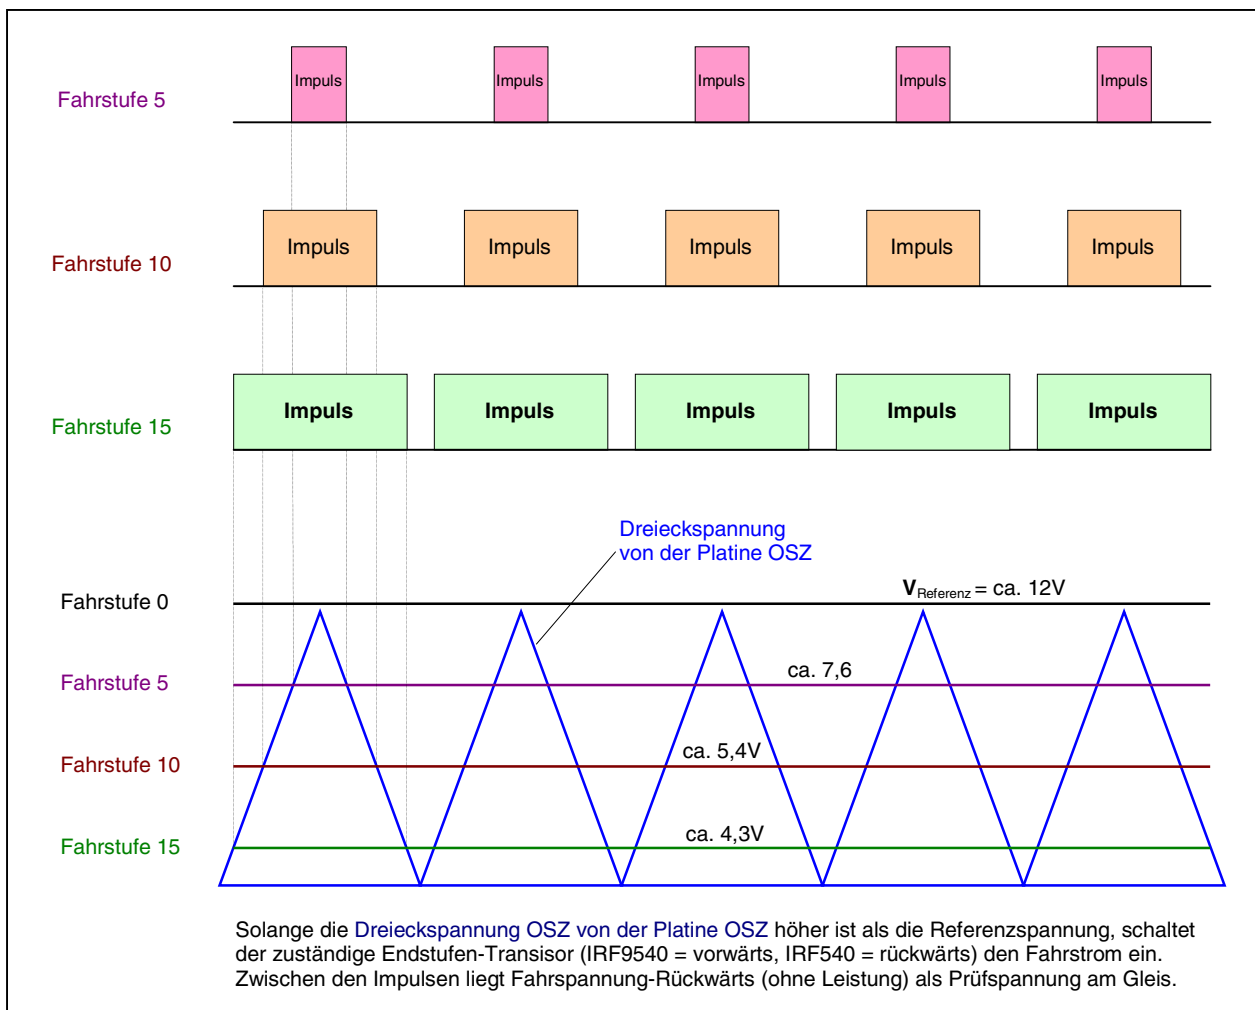 Fahrstufe 5
Impuls Impuls Impuls Impuls Impuls
Fahrstufe 10
Impuls Impuls Impuls Impuls Impuls
Fahrstufe 15
Impuls Impuls Impuls Impuls Impuls
Dreieckspannung
von der Platine OSZ
Fahrstufe 0
VReferenz = ca. 12V
Fahrstufe 5
ca. 7,6
Fahrstufe 10
ca. 5,4V
Fahrstufe 15
ca. 4,3V
Solange die Dreieckspannung OSZ von der Platine OSZ höher ist als die Referenzspannung, schaltet
der zuständige Endstufen-Transisor (IRF9540 = vorwärts, IRF540 = rückwärts) den Fahrstrom ein.
Zwischen den Impulsen liegt Fahrspannung-Rückwärts (ohne Leistung) als Prüfspannung am Gleis.